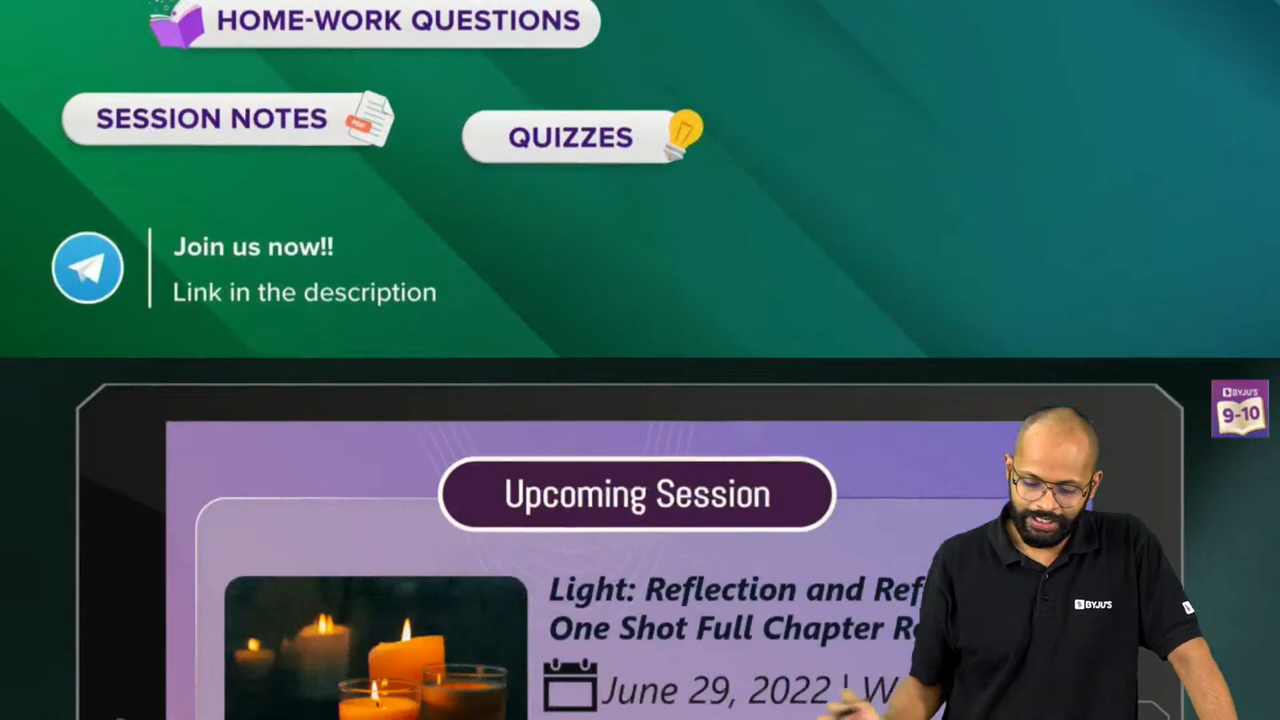 HOME-WORK QUESTIONS
SESSION NOTES
PDF
QUIZZES
Join us now!!
Link in the description
BYJU'S
9-10
Upcoming Session
Light: Reflection and Ref
One Shot Full Chapter R
June 29, 2022 | W
BYJU'S